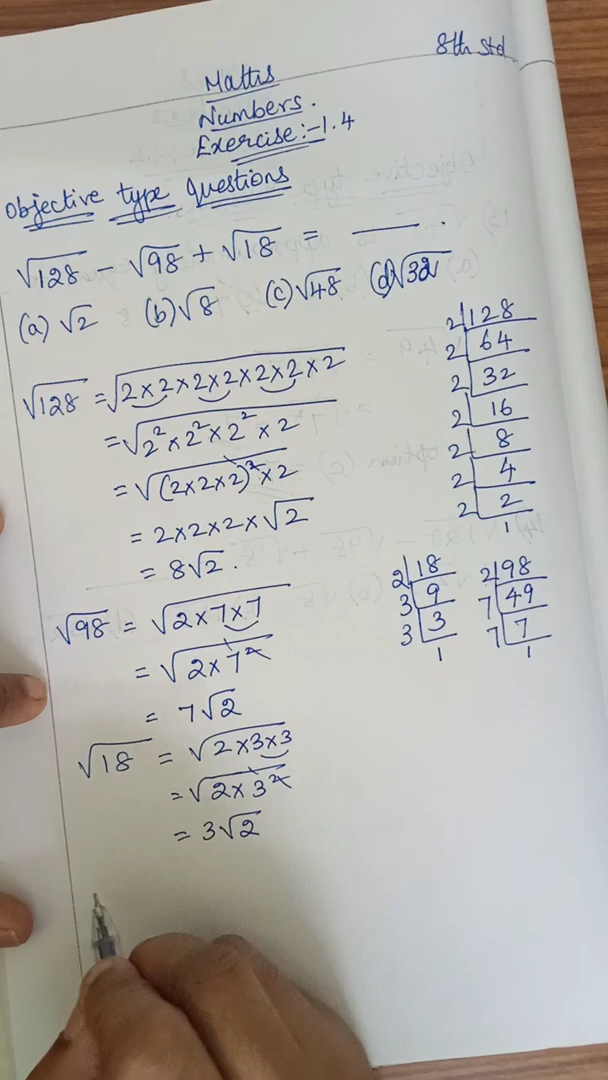 8th std
Maths
Numbers.
Exercise:-1.4
Objective type Questions
√128 - √98 + √18 = ____ .
(a) √2 (b) √8 (c) √48 (d) √32
√128 = √2×2×2×2×2×2×2
= √2²×2²×2²×2
= √(2×2×2)²×2
= 2×2×2×√2
= 8√2.
√98 = √2×7×7
= √2×7²
= 7√2
√18 = √2×3×3
= √2×3²
= 3√2
2 128
2 64
2 32
2 16
2 8
2 4
2 2
1
2 18
3 9
3 3
1
2 98
7 49
7 7
1